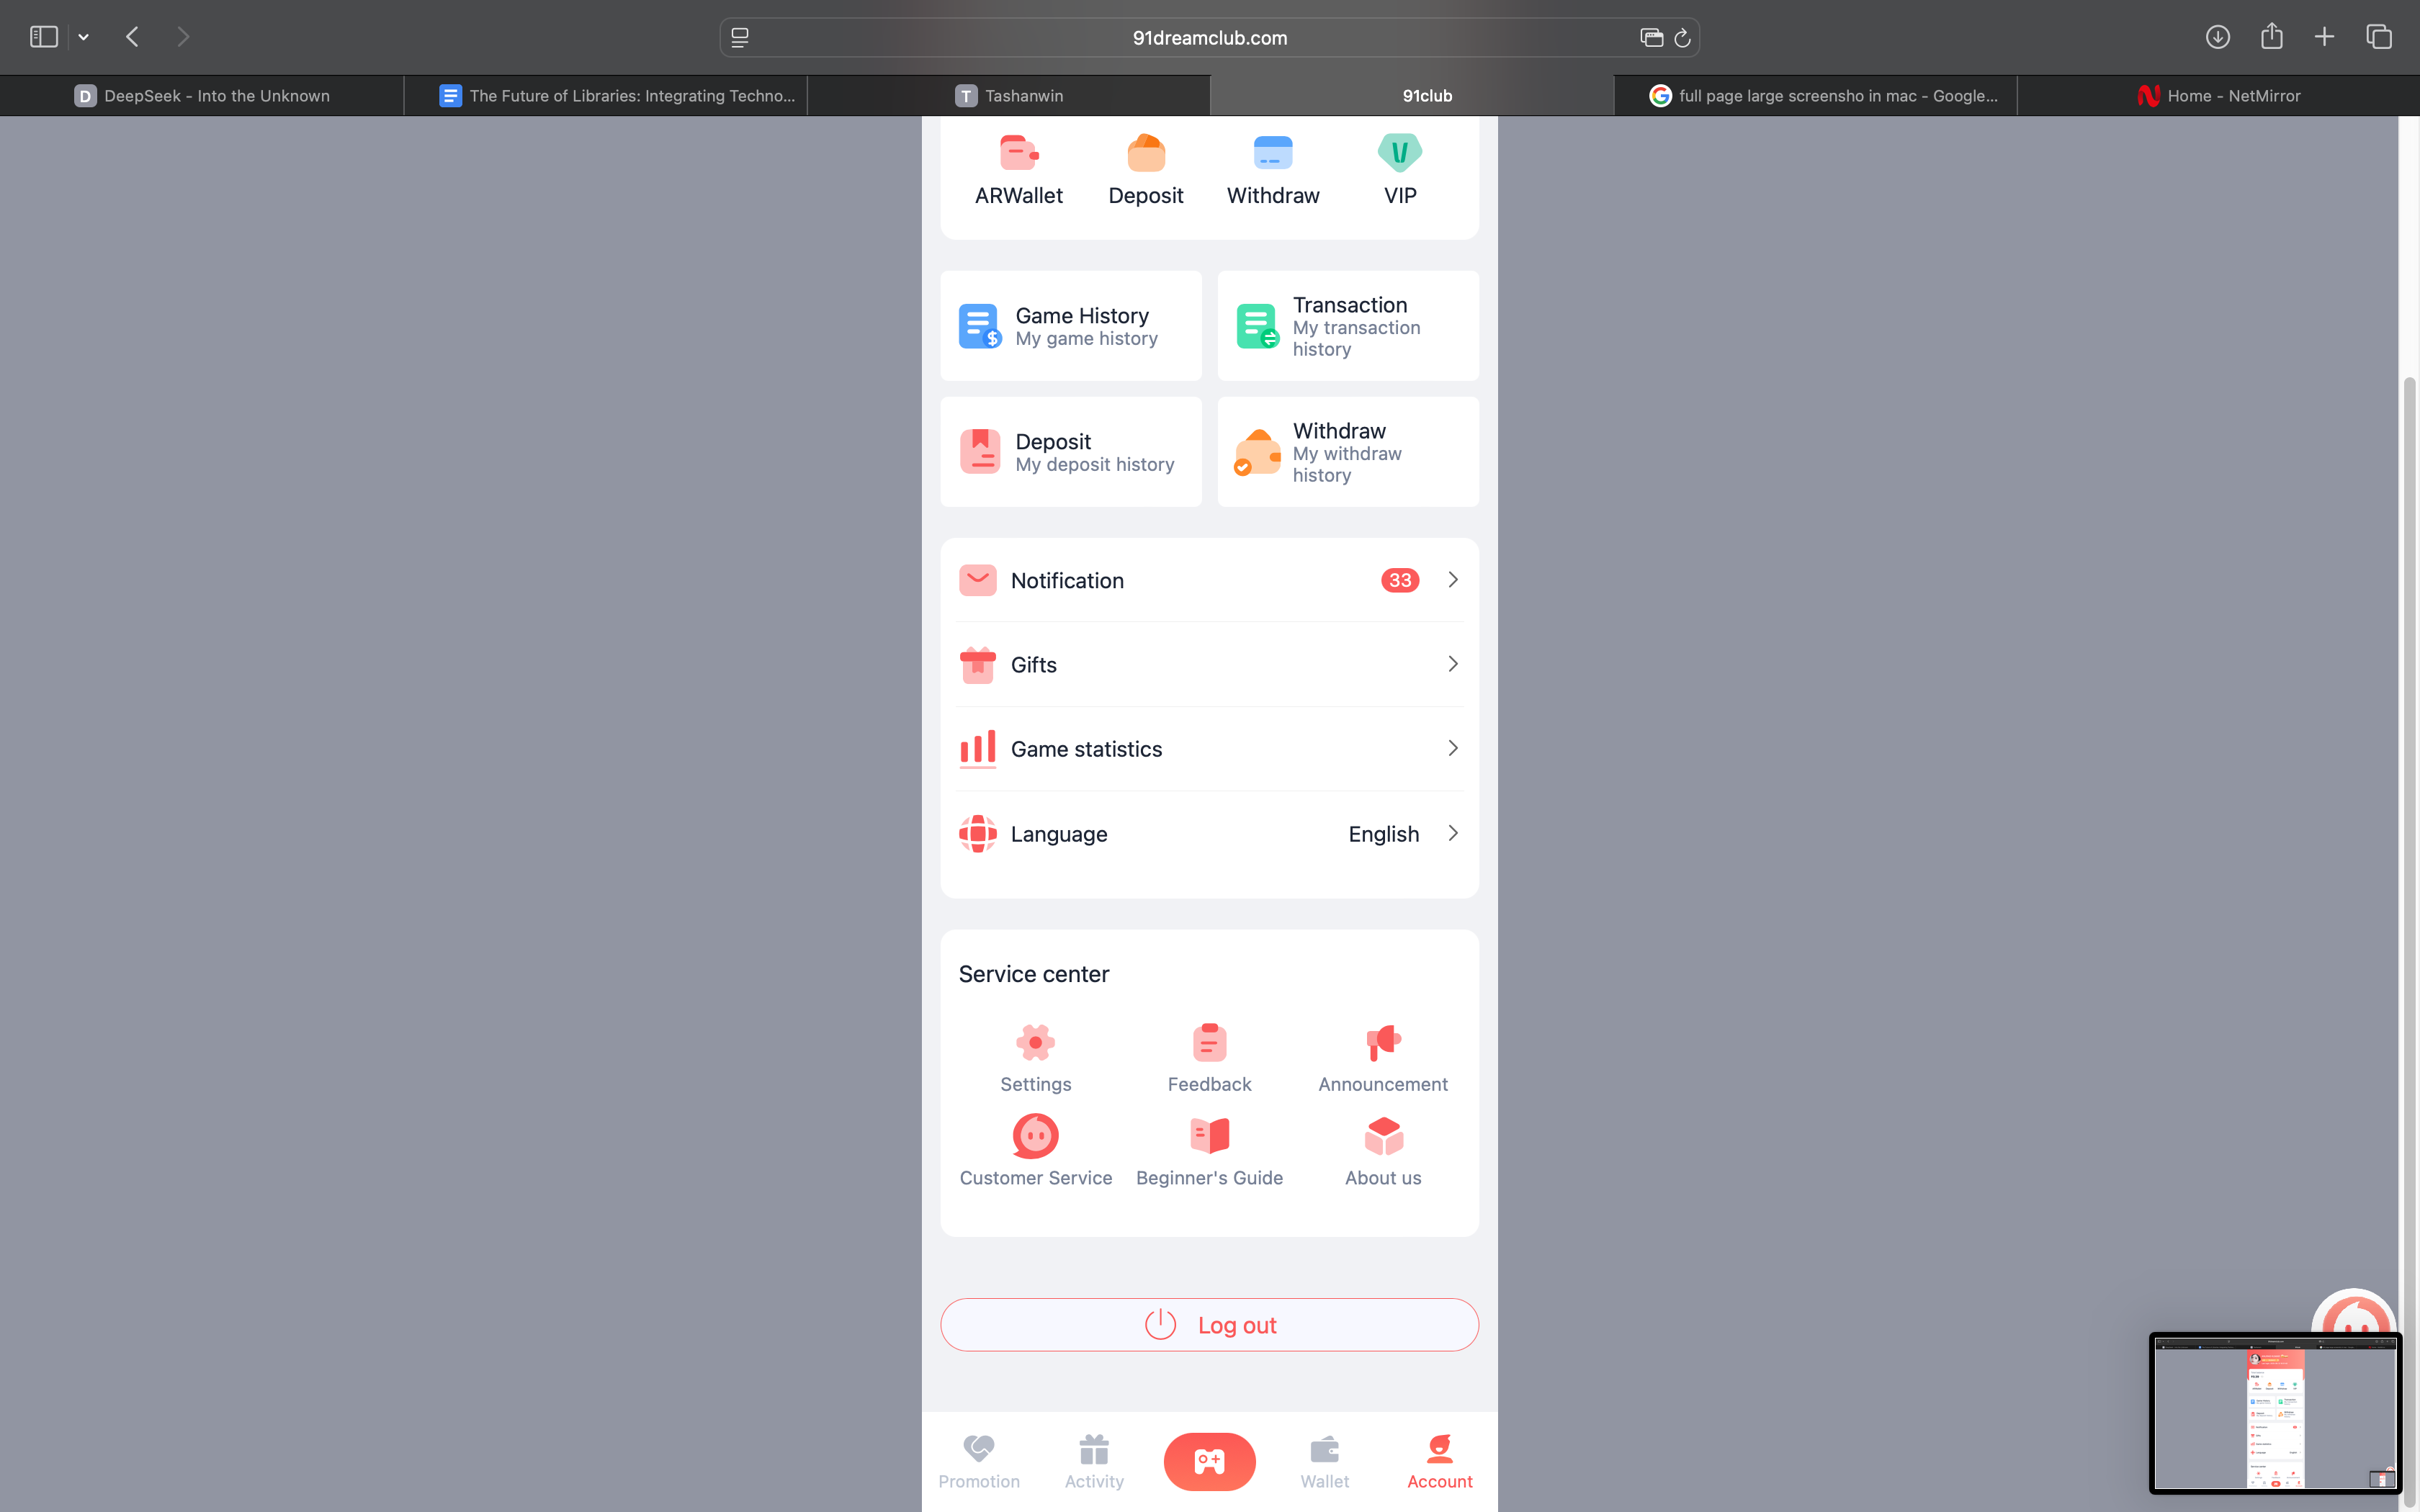 91dreamclub.com
D DeepSeek - Into the Unknown
The Future of Libraries: Integrating Techno...
T Tashanwin
91club
full page large screensho in mac - Google...
Home - NetMirror
ARWallet Deposit Withdraw VIP
Game History
My game history
Transaction
My transaction
history
Deposit
My deposit history
Withdraw
My withdraw
history
Notification 33
Gifts
Game statistics
Language English
Service center
Settings Feedback Announcement
Customer Service Beginner's Guide About us
Log out
Promotion Activity Wallet Account